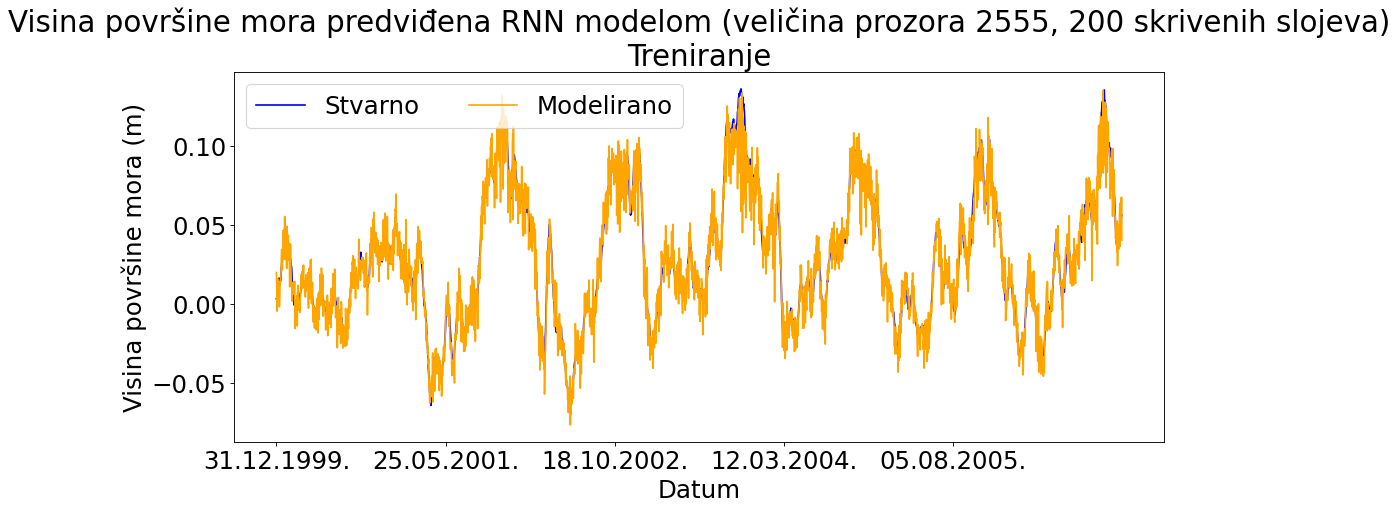 Visina površine mora predviđena RNN modelom (veličina prozora 2555, 200 skrivenih slojeva)
Treniranje
Stvarno Modelirano
Visina površine mora (m)
0.10
0.05
0.00
−0.05
31.12.1999. 25.05.2001. 18.10.2002. 12.03.2004. 05.08.2005.
Datum